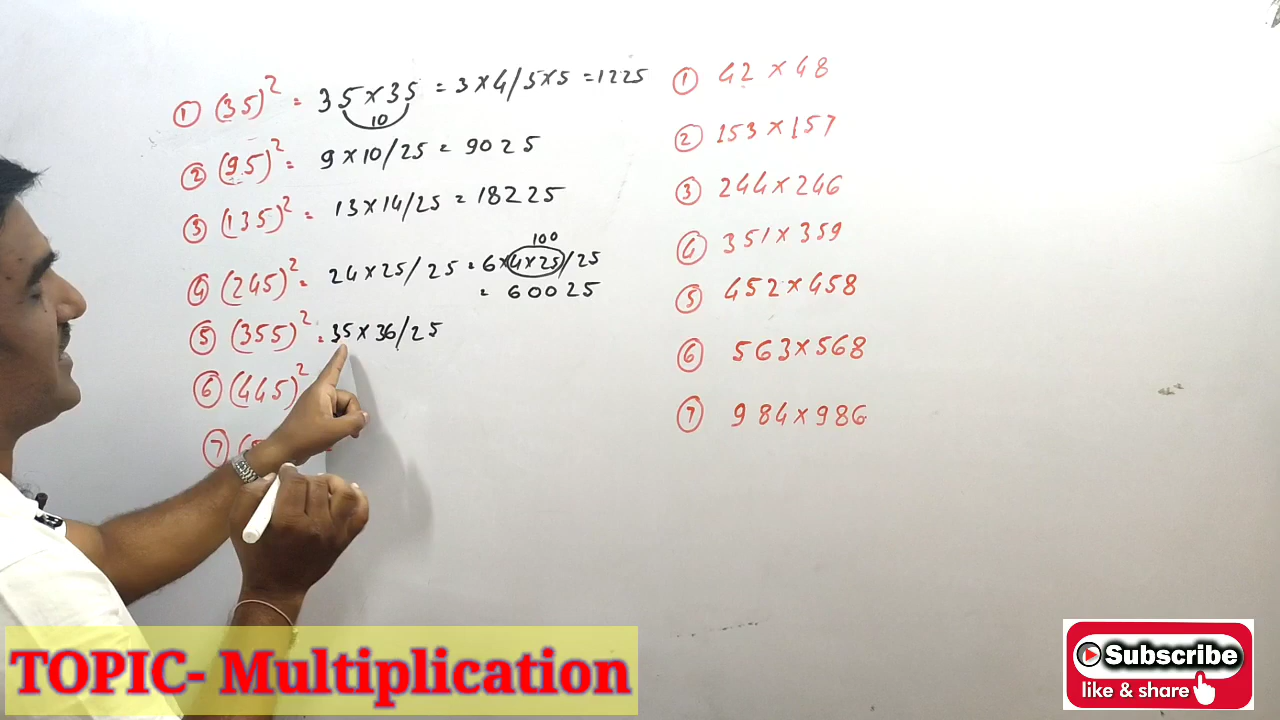 ① (35)² = 35×35 = 3×4/5×5 = 1225
10
② (95)² = 9×10/25 = 9025
③ (135)² = 13×14/25 = 18225
100
④ (245)² = 24×25/25 = 6×4×25/25
= 60025
⑤ (355)² = 35×36/25
⑥ (445)²
⑦
① 42×48
② 153×157
③ 244×246
④ 351×359
⑤ 452×458
⑥ 563×568
⑦ 984×986
TOPIC- Multiplication
Subscribe
like & share